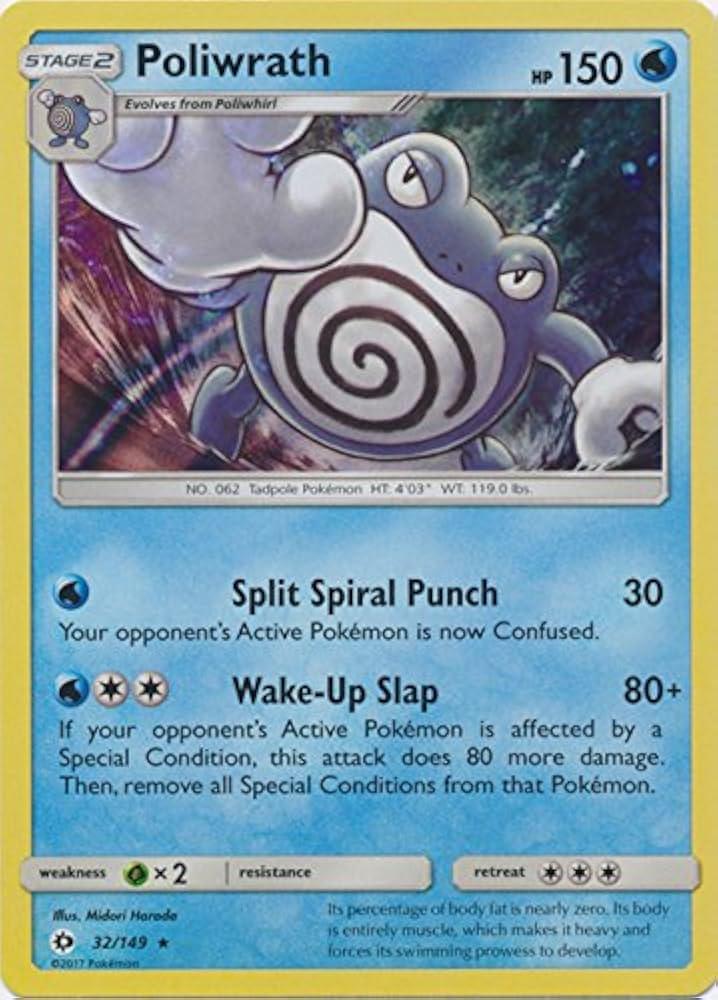 STAGE2 Poliwrath HP 150
Evolves from Poliwhirl
NO. 062 Tadpole Pokémon HT: 4'03" WT: 119.0 lbs.
Split Spiral Punch 30
Your opponent's Active Pokémon is now Confused.
Wake-Up Slap 80+
If your opponent's Active Pokémon is affected by a
Special Condition, this attack does 80 more damage.
Then, remove all Special Conditions from that Pokémon.
weakness ×2 resistance retreat
Illus. Midori Harada
32/149
©2017 Pokémon
Its percentage of body fat is nearly zero. Its body
is entirely muscle, which makes it heavy and
forces its swimming prowess to develop.